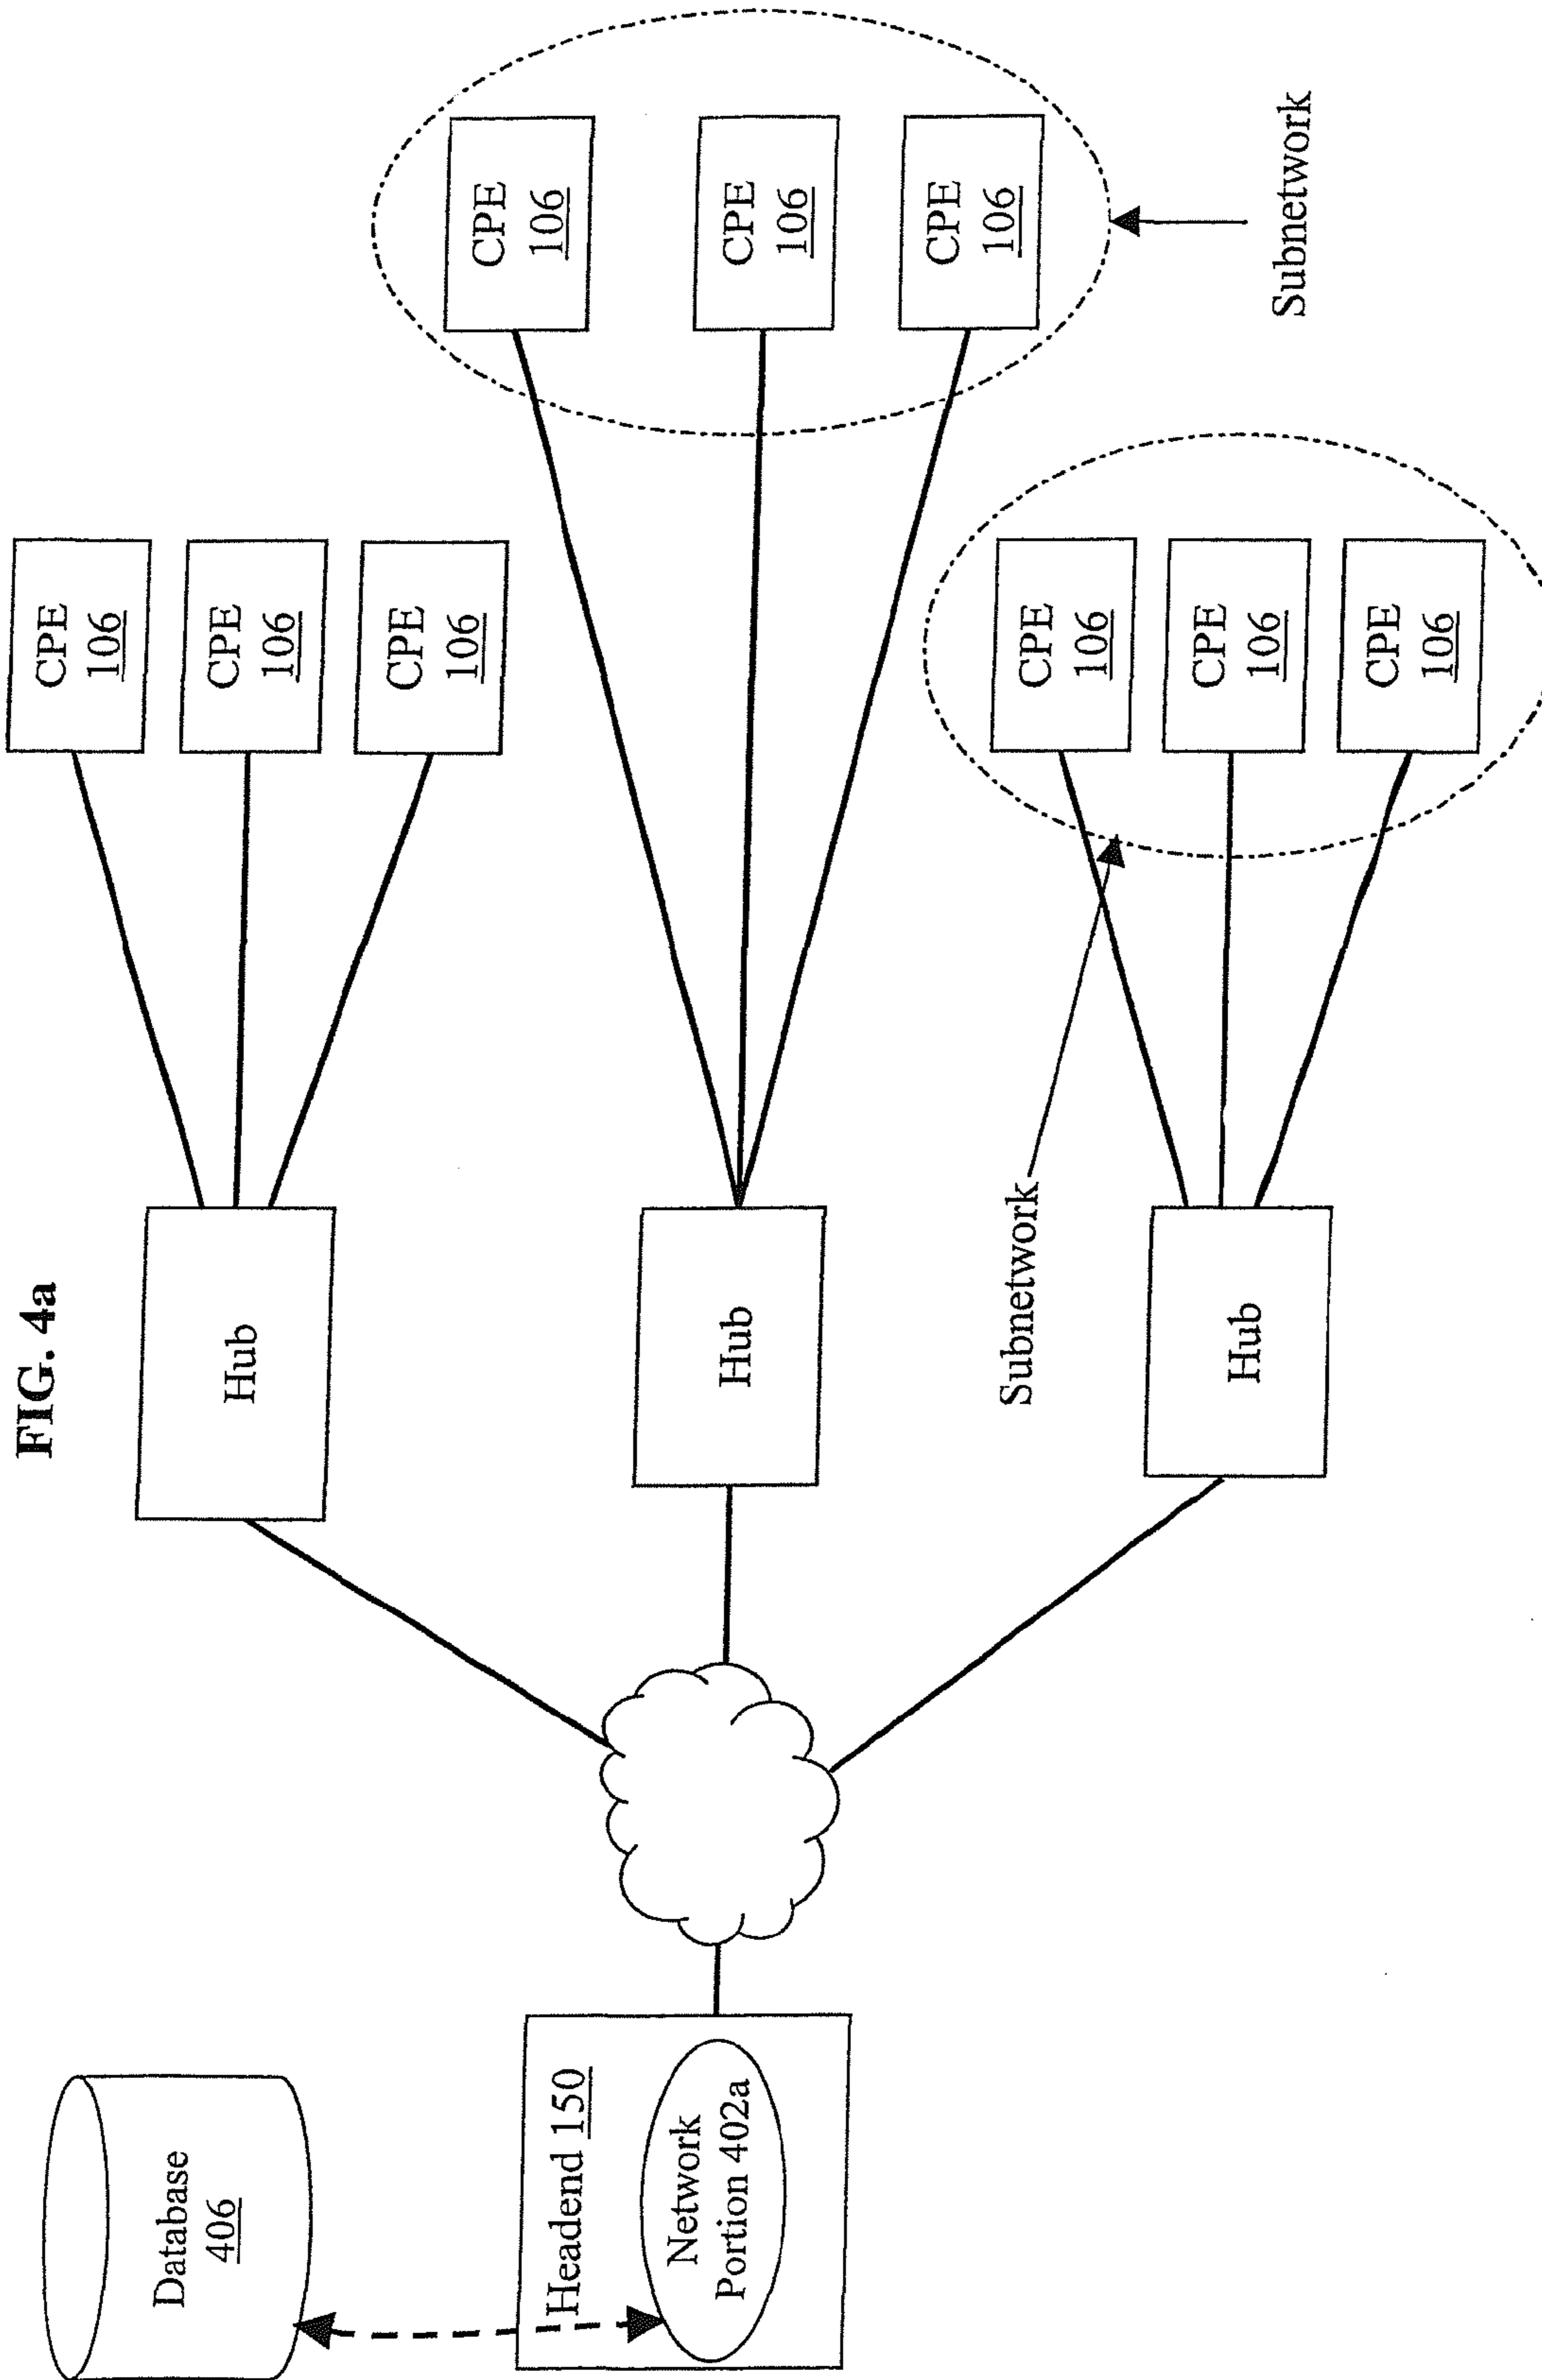 FIG. 4a
Database
406
Headend 150
Network
Portion 402a
Hub
CPE
106
CPE
106
CPE
106
Hub
CPE
106
CPE
106
CPE
106
Subnetwork
Subnetwork
Hub
CPE
106
CPE
106
CPE
106